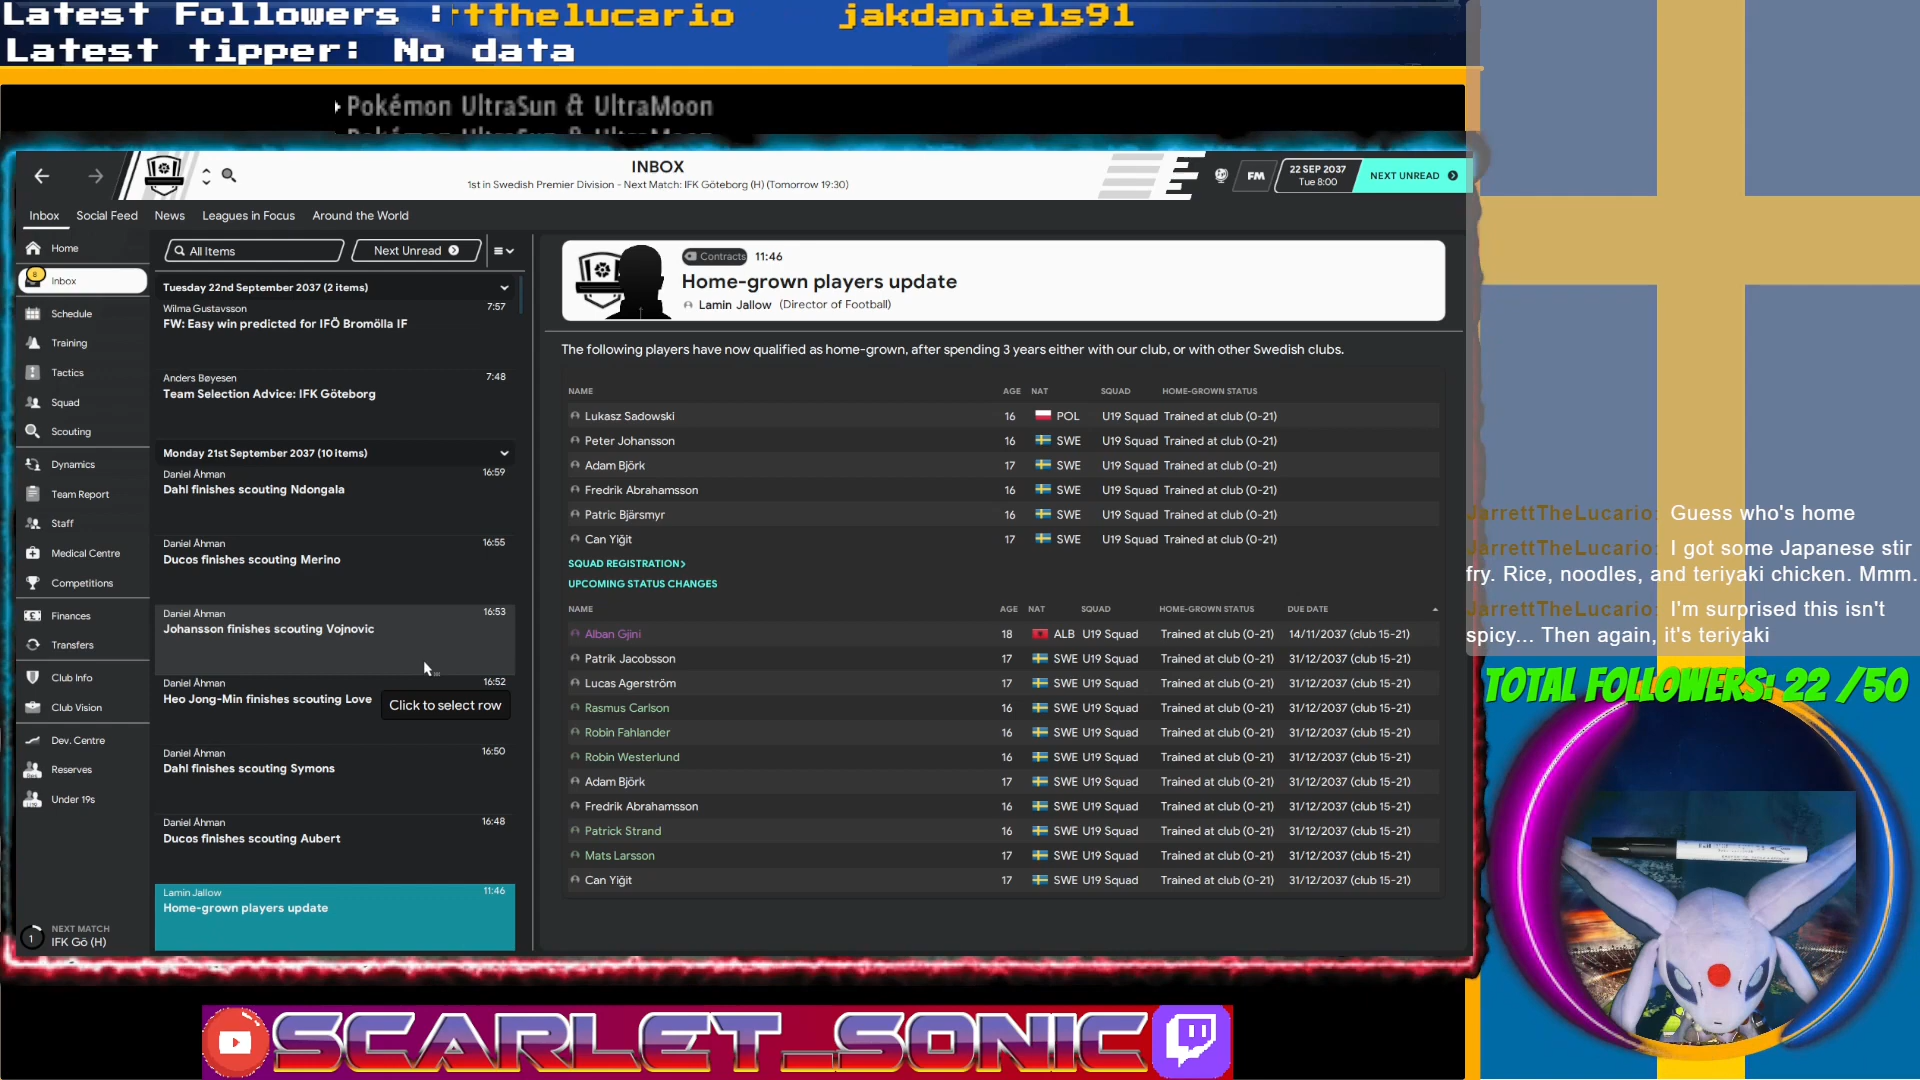 Latest Followers : tthelucario jakdaniels91
Latest tipper: No data
Pokémon UltraSun & UltraMoon
INBOX
1st in Swedish Premier Division - Next Match: IFK Göteborg (H) (Tomorrow 19:30)
FM
22 SEP 2037
Tue 8:00
NEXT UNREAD
Inbox Social Feed News Leagues in Focus Around the World
Home
8
Inbox
Schedule
Training
Tactics
Squad
Scouting
Dynamics
Team Report
Staff
Medical Centre
Competitions
Finances
Transfers
Club Info
Club Vision
Dev. Centre
Reserves
Under 19s
1
NEXT MATCH
IFK Gö (H)
All Items
Next Unread
Tuesday 22nd September 2037 (2 items)
Wilma Gustavsson 7:57
FW: Easy win predicted for IFÖ Bromölla IF
Anders Bøyesen 7:48
Team Selection Advice: IFK Göteborg
Monday 21st September 2037 (10 items)
Daniel Åhman 16:59
Dahl finishes scouting Ndongala
Daniel Åhman 16:55
Ducos finishes scouting Merino
Daniel Åhman 16:53
Johansson finishes scouting Vojnovic
Daniel Åhman 16:52
Heo Jong-Min finishes scouting Love
Click to select row
Daniel Åhman 16:50
Dahl finishes scouting Symons
Daniel Åhman 16:48
Ducos finishes scouting Aubert
Lamin Jallow 11:46
Home-grown players update
Contracts 11:46
Home-grown players update
Lamin Jallow (Director of Football)
The following players have now qualified as home-grown, after spending 3 years either with our club, or with other Swedish clubs.
NAME AGE NAT SQUAD HOME-GROWN STATUS
Lukasz Sadowski 16 POL U19 Squad Trained at club (0-21)
Peter Johansson 16 SWE U19 Squad Trained at club (0-21)
Adam Björk 17 SWE U19 Squad Trained at club (0-21)
Fredrik Abrahamsson 16 SWE U19 Squad Trained at club (0-21)
Patric Bjärsmyr 16 SWE U19 Squad Trained at club (0-21)
Can Yiğit 17 SWE U19 Squad Trained at club (0-21)
SQUAD REGISTRATION>
UPCOMING STATUS CHANGES
NAME AGE NAT SQUAD HOME-GROWN STATUS DUE DATE
Alban Gjini 18 ALB U19 Squad Trained at club (0-21) 14/11/2037 (club 15-21)
Patrik Jacobsson 17 SWE U19 Squad Trained at club (0-21) 31/12/2037 (club 15-21)
Lucas Agerström 17 SWE U19 Squad Trained at club (0-21) 31/12/2037 (club 15-21)
Rasmus Carlson 16 SWE U19 Squad Trained at club (0-21) 31/12/2037 (club 15-21)
Robin Fahlander 16 SWE U19 Squad Trained at club (0-21) 31/12/2037 (club 15-21)
Robin Westerlund 16 SWE U19 Squad Trained at club (0-21) 31/12/2037 (club 15-21)
Adam Björk 17 SWE U19 Squad Trained at club (0-21) 31/12/2037 (club 15-21)
Fredrik Abrahamsson 16 SWE U19 Squad Trained at club (0-21) 31/12/2037 (club 15-21)
Patrick Strand 16 SWE U19 Squad Trained at club (0-21) 31/12/2037 (club 15-21)
Mats Larsson 17 SWE U19 Squad Trained at club (0-21) 31/12/2037 (club 15-21)
Can Yiğit 17 SWE U19 Squad Trained at club (0-21) 31/12/2037 (club 15-21)
JarrettTheLucario: Guess who's home
JarrettTheLucario: I got some Japanese stir
fry. Rice, noodles, and teriyaki chicken. Mmm.
JarrettTheLucario: I'm surprised this isn't
spicy... Then again, it's teriyaki
TOTAL FOLLOWERS: 22 /50
SCARLET_SONIC